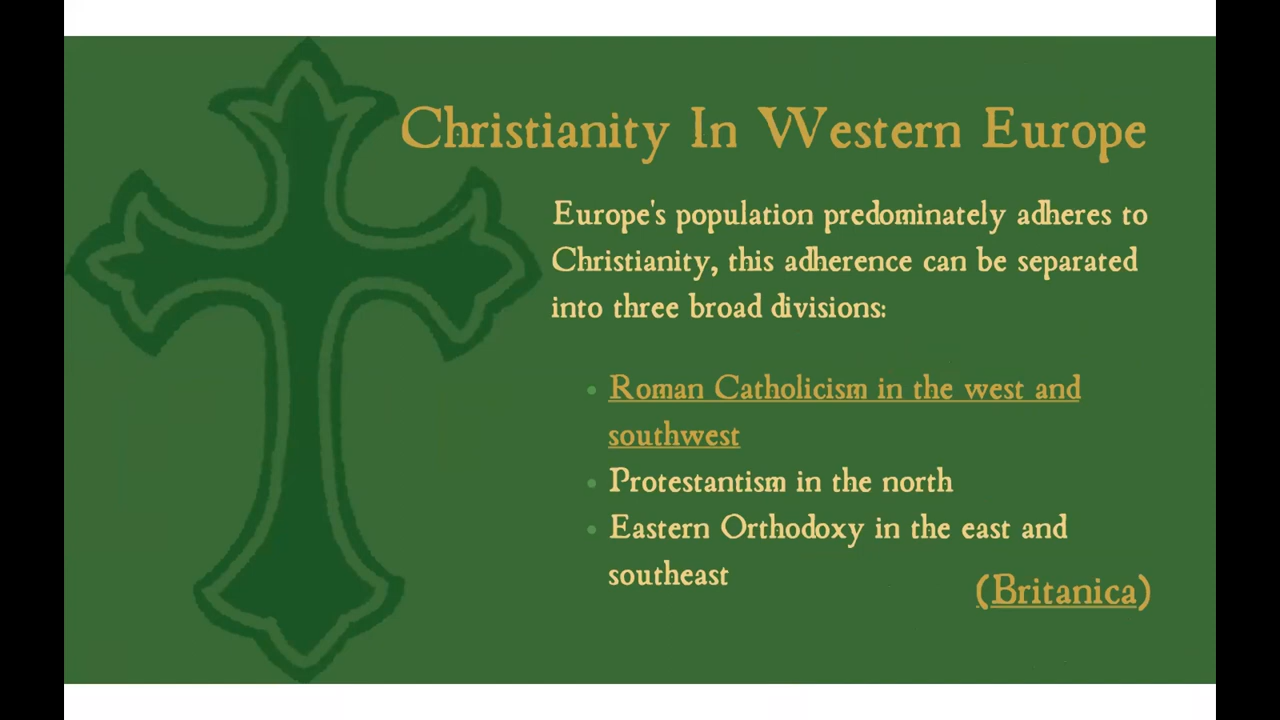 Christianity In Western Europe
Europe's population predominately adheres to
Christianity, this adherence can be separated
into three broad divisions:
• Roman Catholicism in the west and
southwest
• Protestantism in the north
• Eastern Orthodoxy in the east and
southeast
(Britanica)